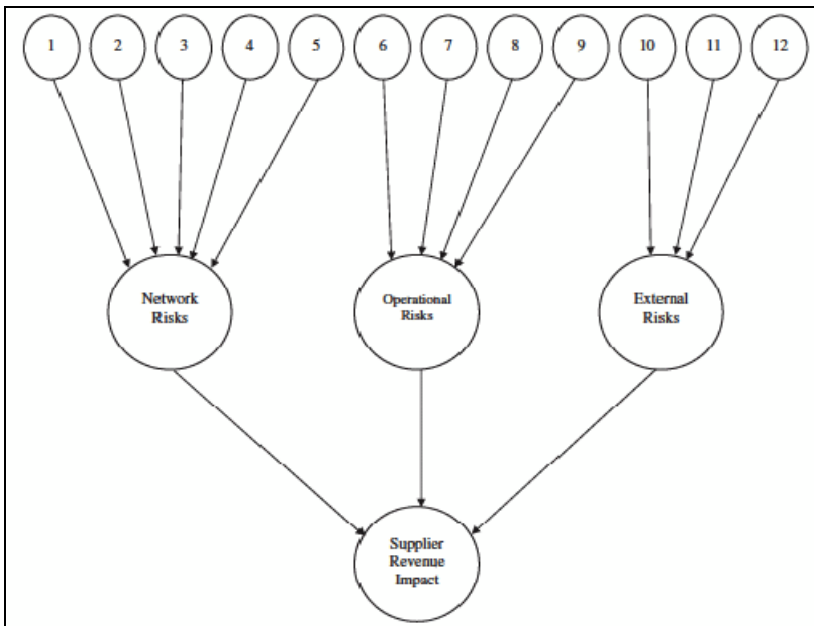 1 2 3 4 5 6 7 8 9 10 11 12
Network
Risks
Operational
Risks
External
Risks
Supplier
Revenue
Impact